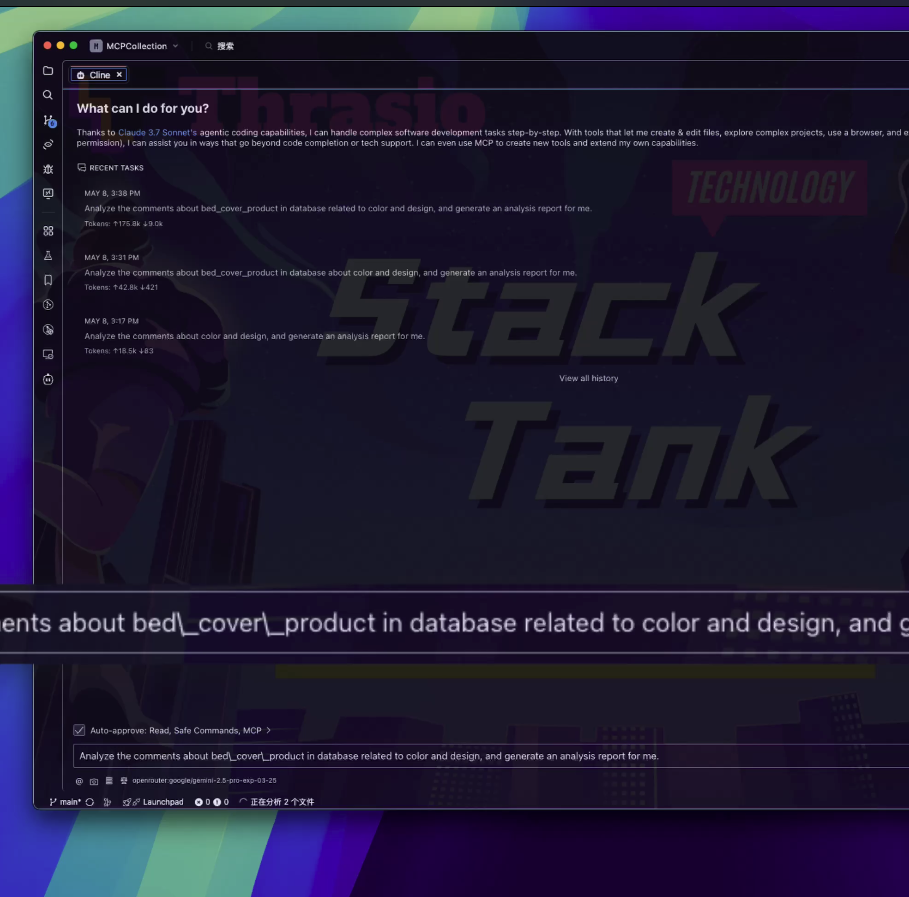 MCPCollection
搜索
Cline
Thrasio
What can I do for you?
Thanks to Claude 3.7 Sonnet's agentic coding capabilities, I can handle complex software development tasks step-by-step. With tools that let me create & edit files, explore complex projects, use a browser, and e
permission), I can assist you in ways that go beyond code completion or tech support. I can even use MCP to create new tools and extend my own capabilities.
RECENT TASKS
TECHNOLOGY
MAY 8, 3:38 PM
Analyze the comments about bed_cover_product in database related to color and design, and generate an analysis report for me.
Tokens: ↑175.8k ↓9.0k
MAY 8, 3:31 PM
Analyze the comments about bed_cover_product in database about color and design, and generate an analysis report for me.
Tokens: ↑42.8k ↓421
Stack
MAY 8, 3:17 PM
Analyze the comments about color and design, and generate an analysis report for me.
Tokens: ↑18.5k ↓83
View all history
Tank
ents about bed\_cover\_product in database related to color and design, and g
Auto-approve: Read, Safe Commands, MCP >
Analyze the comments about bed\_cover\_product in database related to color and design, and generate an analysis report for me.
@ openrouter:google/gemini-2.5-pro-exp-03-25
main* Launchpad 0 0 0 正在分析 2 个文件